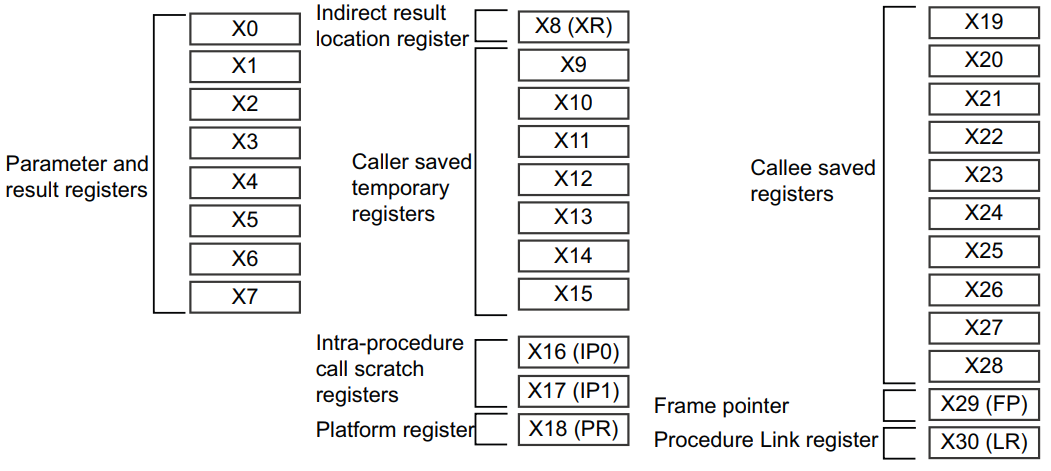 Parameter and
result registers
X0
X1
X2
X3
X4
X5
X6
X7
Indirect result
location register
X8 (XR)
Caller saved
temporary
registers
X9
X10
X11
X12
X13
X14
X15
Intra-procedure
call scratch
registers
X16 (IP0)
X17 (IP1)
Platform register
X18 (PR)
Callee saved
registers
X19
X20
X21
X22
X23
X24
X25
X26
X27
X28
Frame pointer
X29 (FP)
Procedure Link register
X30 (LR)